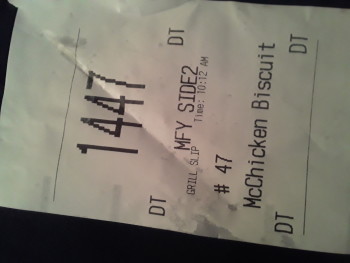 1447
DT DT
GRILL SLIP MFY SIDE2
Time: 10:12 AM
# 47
McChicken Biscuit
DT DT